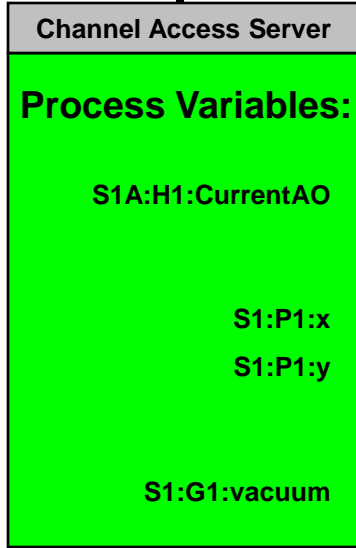 Channel Access Server
Process Variables:
S1A:H1:CurrentAO
S1:P1:x
S1:P1:y
S1:G1:vacuum